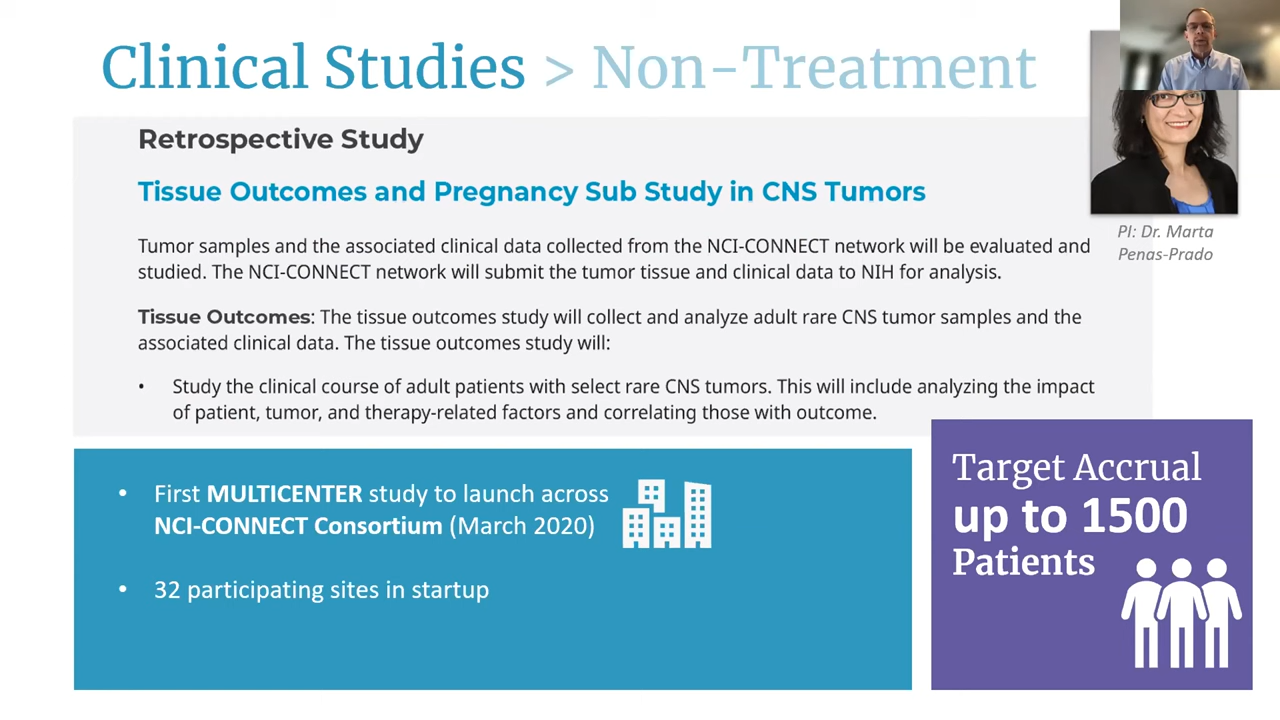 Clinical Studies > Non-Treatment
Retrospective Study
Tissue Outcomes and Pregnancy Sub Study in CNS Tumors
Tumor samples and the associated clinical data collected from the NCI-CONNECT network will be evaluated and
studied. The NCI-CONNECT network will submit the tumor tissue and clinical data to NIH for analysis.
Tissue Outcomes: The tissue outcomes study will collect and analyze adult rare CNS tumor samples and the
associated clinical data. The tissue outcomes study will:
• Study the clinical course of adult patients with select rare CNS tumors. This will include analyzing the impact
of patient, tumor, and therapy-related factors and correlating those with outcome.
PI: Dr. Marta
Penas-Prado
• First MULTICENTER study to launch across
NCI-CONNECT Consortium (March 2020)
• 32 participating sites in startup
Target Accrual
up to 1500
Patients